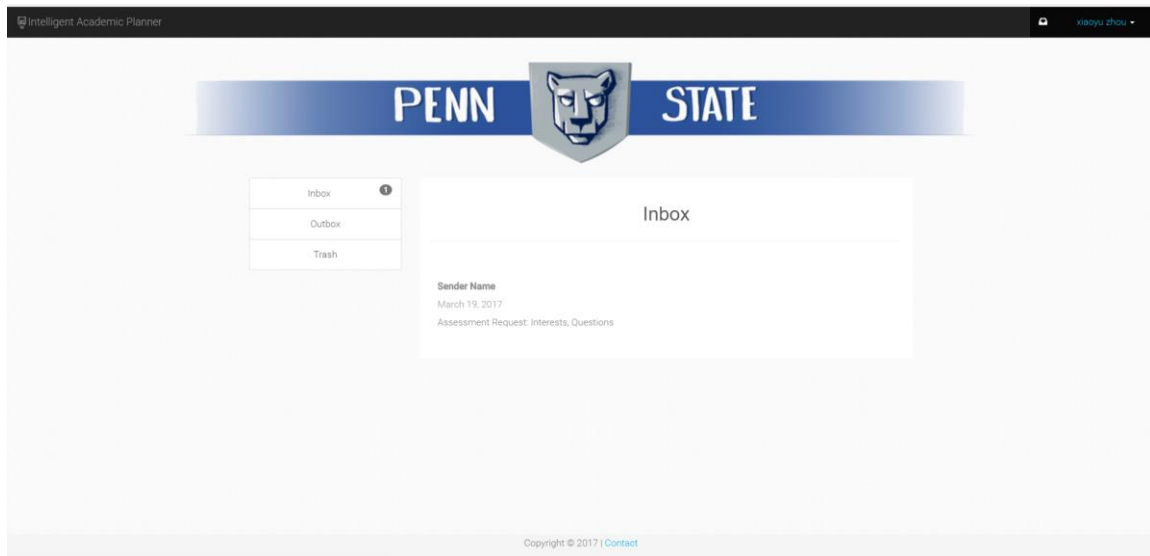 Intelligent Academic Planner
xiaoyu zhou
PENN STATE
Inbox 1
Outbox
Trash
Inbox
Sender Name
March 19, 2017
Assessment Request: Interests, Questions
Copyright © 2017 | Contact